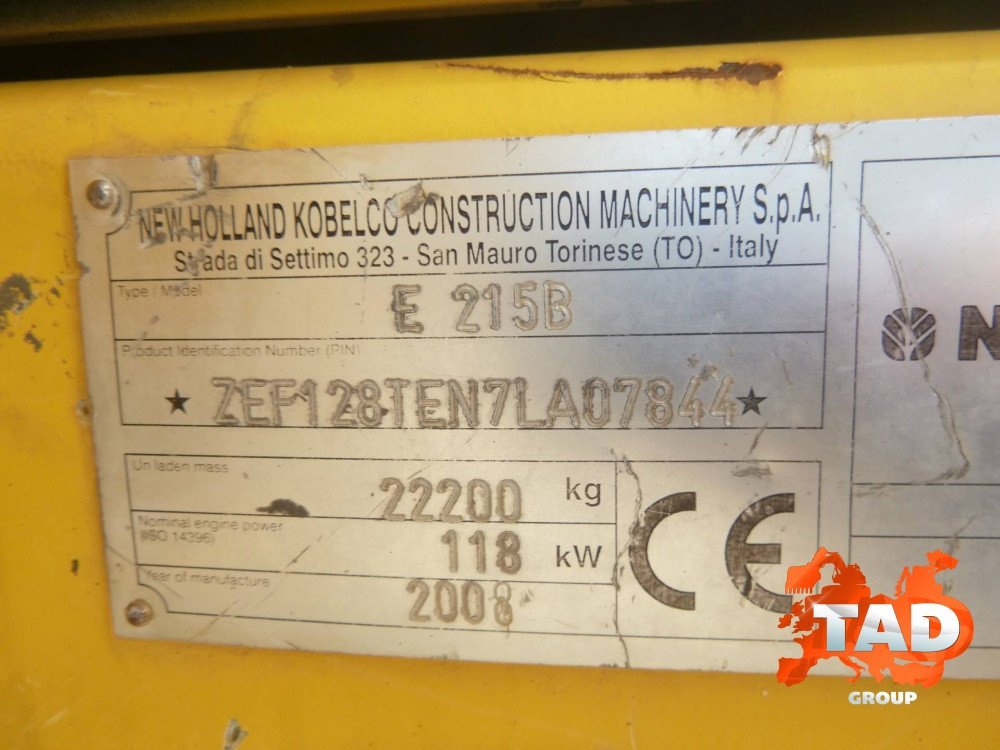 NEW HOLLAND KOBELCO CONSTRUCTION MACHINERY S.p.A.
Strada di Settimo 323 - San Mauro Torinese (TO) - Italy
Type / Model
E 215B
Product Identification Number (PIN)
★ ZEF128TEN7LA07844 ★
Un laden mass
22200 kg
Nominal engine power
(ISO 14396)
118 kW
Year of manufacture
2008
CE
N
TAD
GROUP